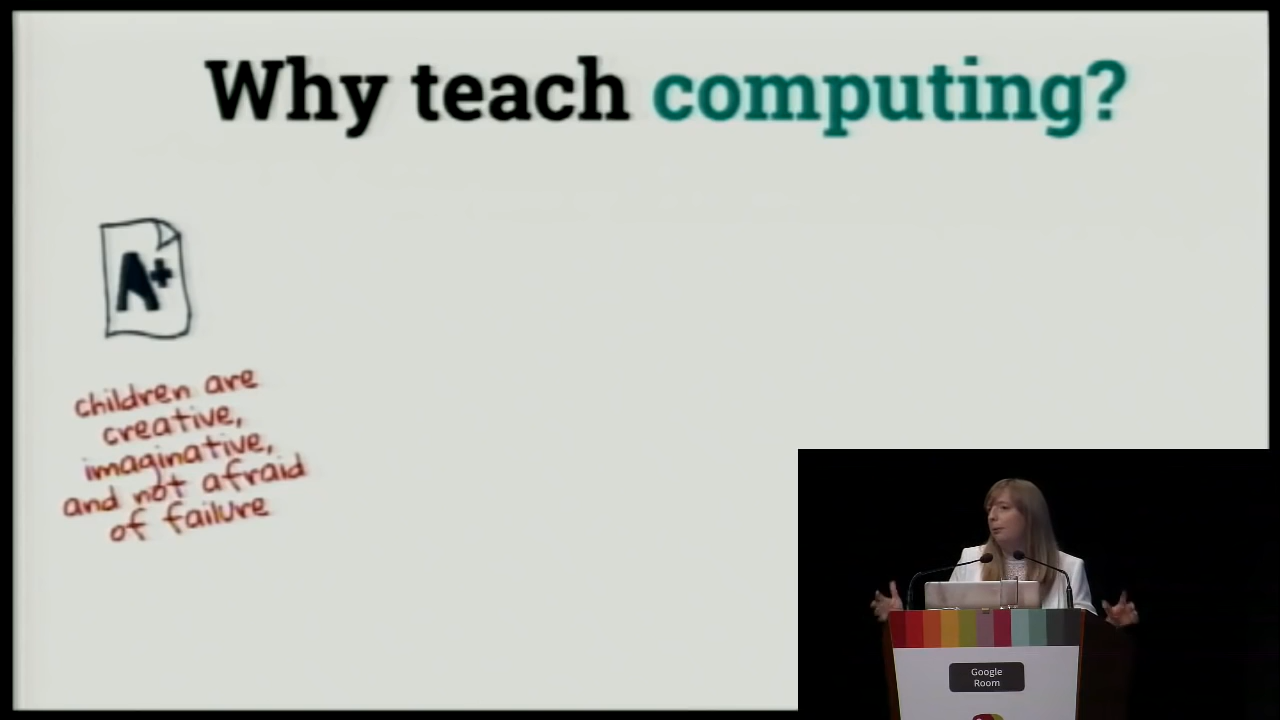 Why teach computing?
A+
children are
creative,
imaginative,
and not afraid
of failure
Google
Room